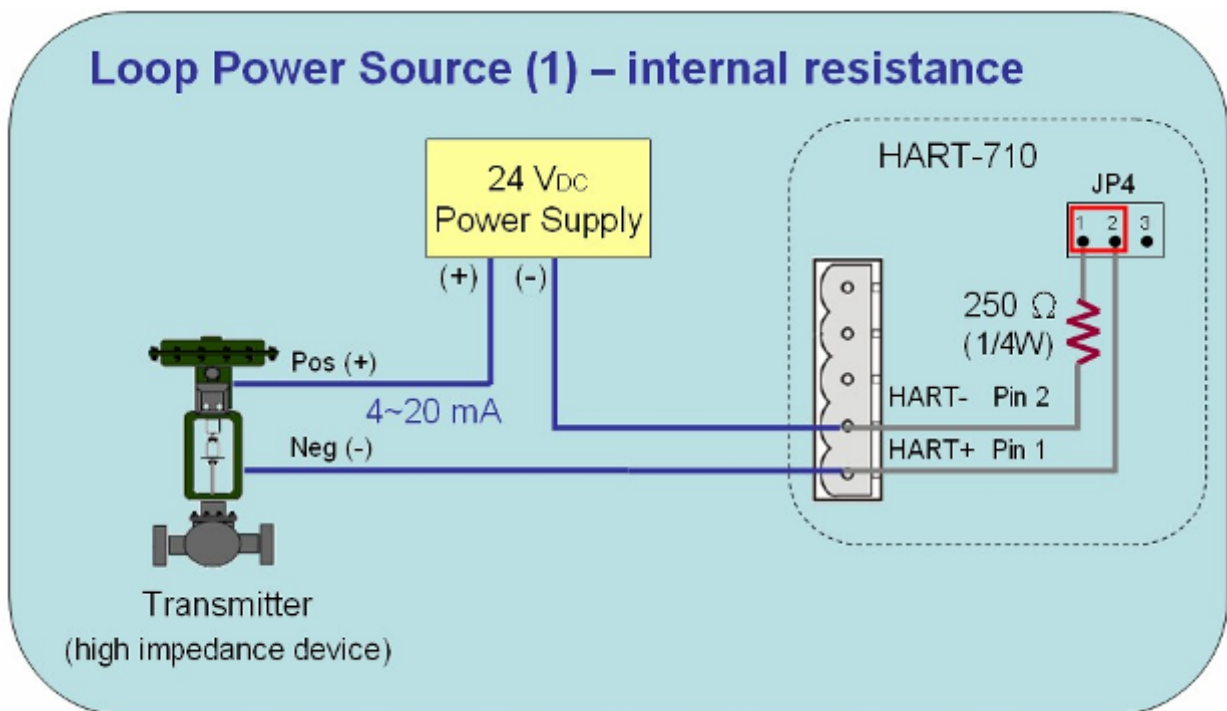 Loop Power Source (1) – internal resistance
HART-710
24 VDC
Power Supply
JP4
1 2 3
(+) (-)
250 Ω
(1/4W)
Pos (+)
4~20 mA
HART- Pin 2
Neg (-)
HART+ Pin 1
Transmitter
(high impedance device)